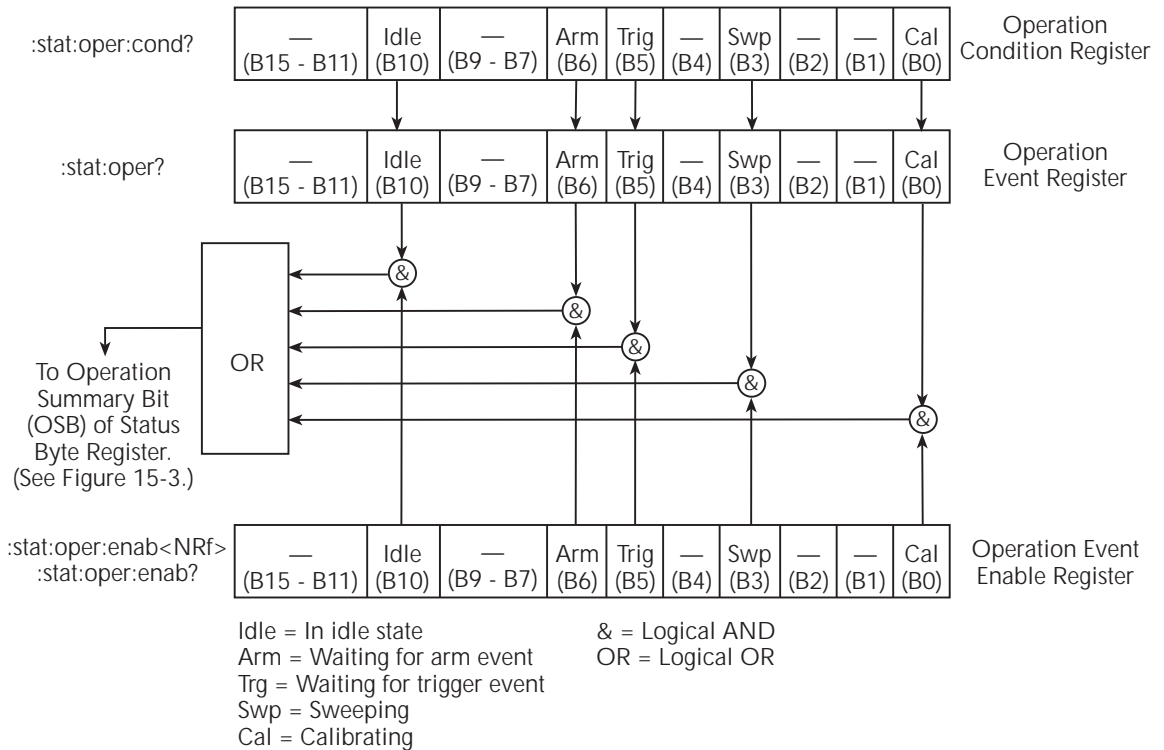 :stat:oper:cond?
— Idle — Arm Trig — Swp — — Cal
(B15 - B11) (B10) (B9 - B7) (B6) (B5) (B4) (B3) (B2) (B1) (B0)
Operation
Condition Register
:stat:oper?
— Idle — Arm Trig — Swp — — Cal
(B15 - B11) (B10) (B9 - B7) (B6) (B5) (B4) (B3) (B2) (B1) (B0)
Operation
Event Register
&
&
&
&
&
OR
To Operation
Summary Bit
(OSB) of Status
Byte Register.
(See Figure 15-3.)
:stat:oper:enab<NRf>
:stat:oper:enab?
— Idle — Arm Trig — Swp — — Cal
(B15 - B11) (B10) (B9 - B7) (B6) (B5) (B4) (B3) (B2) (B1) (B0)
Operation Event
Enable Register
Idle = In idle state
Arm = Waiting for arm event
Trg = Waiting for trigger event
Swp = Sweeping
Cal = Calibrating
& = Logical AND
OR = Logical OR